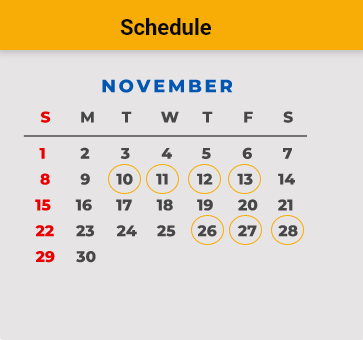 Schedule
NOVEMBER
S M T W T F S
1 2 3 4 5 6 7
8 9 10 11 12 13 14
15 16 17 18 19 20 21
22 23 24 25 26 27 28
29 30